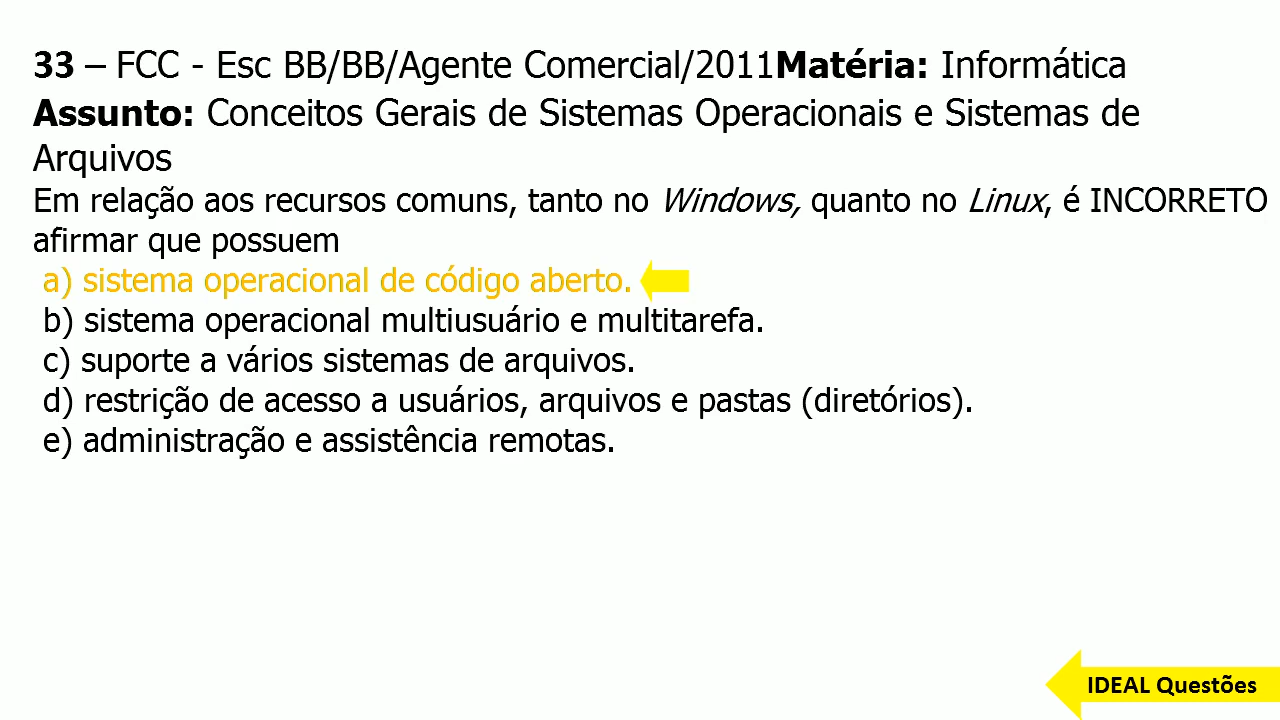 33 – FCC - Esc BB/BB/Agente Comercial/2011Matéria: Informática
Assunto: Conceitos Gerais de Sistemas Operacionais e Sistemas de
Arquivos
Em relação aos recursos comuns, tanto no Windows, quanto no Linux, é INCORRETO
afirmar que possuem
a) sistema operacional de código aberto.
b) sistema operacional multiusuário e multitarefa.
c) suporte a vários sistemas de arquivos.
d) restrição de acesso a usuários, arquivos e pastas (diretórios).
e) administração e assistência remotas.
IDEAL Questões